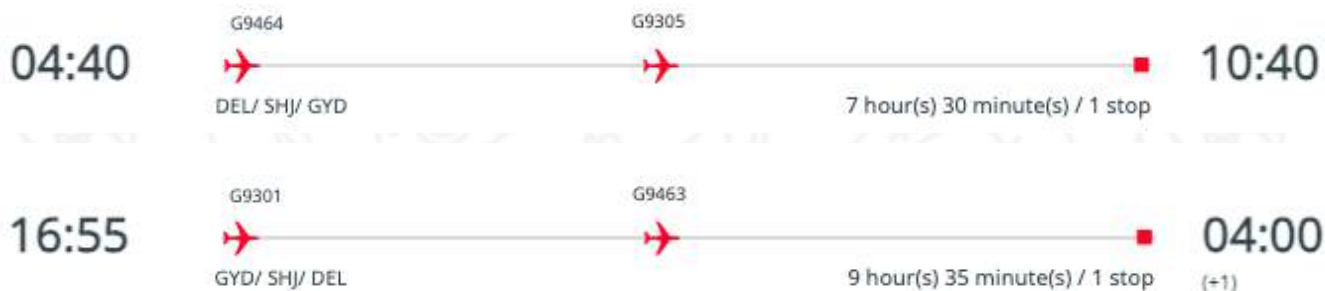 G9464 G9305
04:40 10:40
DEL/ SHJ/ GYD 7 hour(s) 30 minute(s) / 1 stop
G9301 G9463
16:55 04:00
GYD/ SHJ/ DEL 9 hour(s) 35 minute(s) / 1 stop (+1)